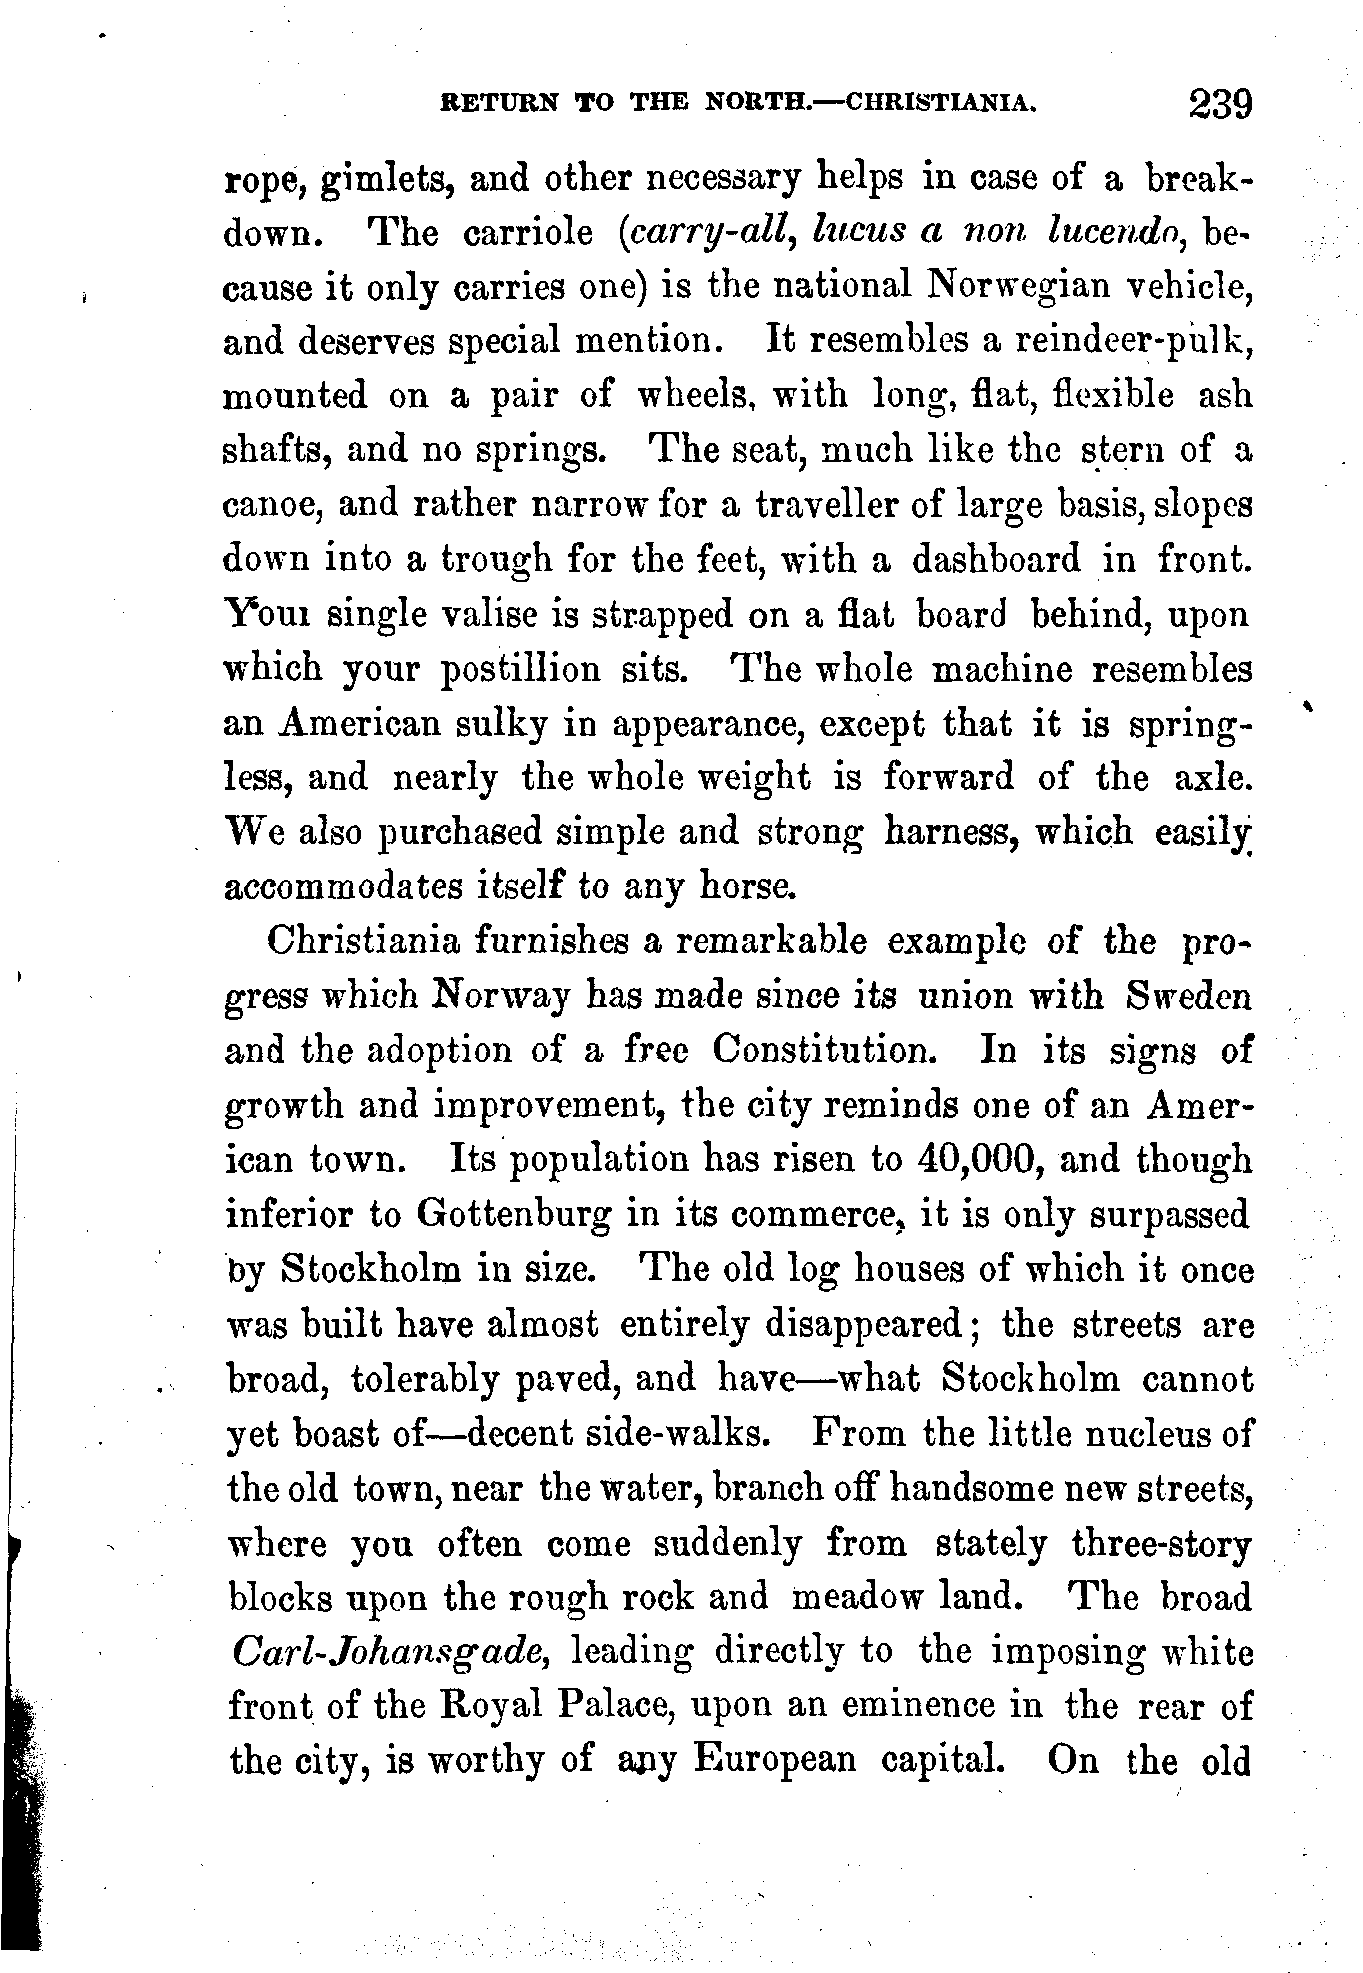 RETURN TO THE NORTH.—CHRISTIANIA. 239
rope, gimlets, and other necessary helps in case of a break-
down. The carriole (carry-all, lucus a non lucendo, be-
cause it only carries one) is the national Norwegian vehicle,
and deserves special mention. It resembles a reindeer-pulk,
mounted on a pair of wheels, with long, flat, flexible ash
shafts, and no springs. The seat, much like the stern of a
canoe, and rather narrow for a traveller of large basis, slopes
down into a trough for the feet, with a dashboard in front.
Your single valise is strapped on a flat board behind, upon
which your postillion sits. The whole machine resembles
an American sulky in appearance, except that it is spring-
less, and nearly the whole weight is forward of the axle.
We also purchased simple and strong harness, which easily
accommodates itself to any horse.
Christiania furnishes a remarkable example of the pro-
gress which Norway has made since its union with Sweden
and the adoption of a free Constitution. In its signs of
growth and improvement, the city reminds one of an Amer-
ican town. Its population has risen to 40,000, and though
inferior to Gottenburg in its commerce, it is only surpassed
by Stockholm in size. The old log houses of which it once
was built have almost entirely disappeared; the streets are
broad, tolerably paved, and have—what Stockholm cannot
yet boast of—decent side-walks. From the little nucleus of
the old town, near the water, branch off handsome new streets,
where you often come suddenly from stately three-story
blocks upon the rough rock and meadow land. The broad
Carl-Johansgade, leading directly to the imposing white
front of the Royal Palace, upon an eminence in the rear of
the city, is worthy of any European capital. On the old